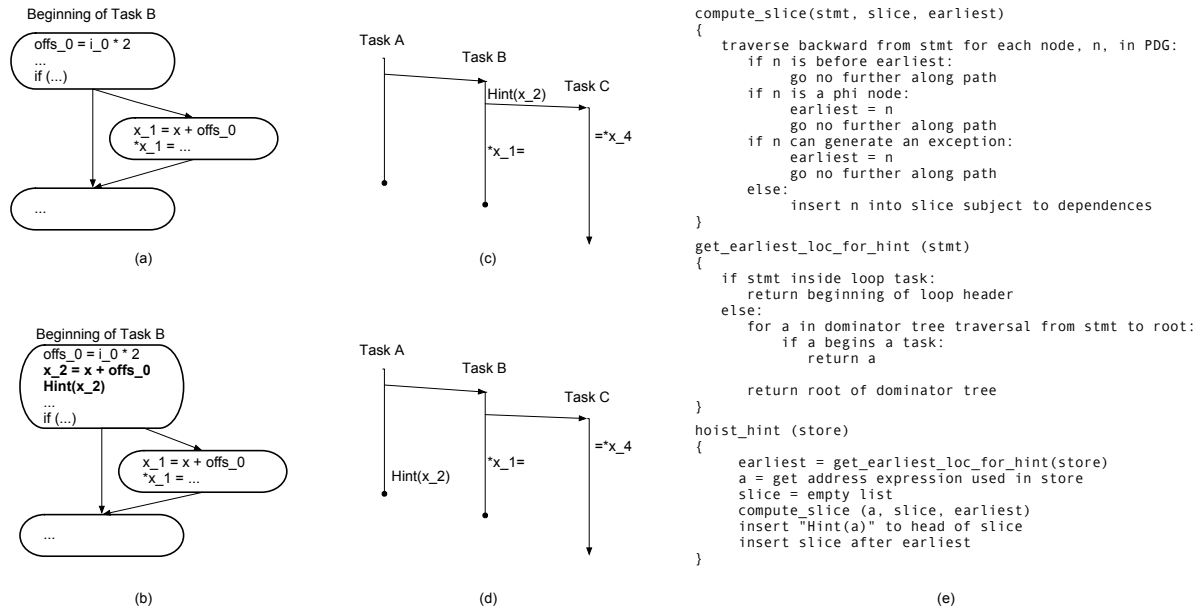 Beginning of Task B
offs_0 = i_0 * 2
...
if (...)
x_1 = x + offs_0
*x_1 = ...
...
(a)
Beginning of Task B
offs_0 = i_0 * 2
x_2 = x + offs_0
Hint(x_2)
...
if (...)
x_1 = x + offs_0
*x_1 = ...
...
(b)
Task A
Task B
Task C
Hint(x_2)
=*x_4
*x_1=
(c)
Task A
Task B
Task C
=*x_4
*x_1=
Hint(x_2)
(d)
compute_slice(stmt, slice, earliest)
{
traverse backward from stmt for each node, n, in PDG:
if n is before earliest:
go no further along path
if n is a phi node:
earliest = n
go no further along path
if n can generate an exception:
earliest = n
go no further along path
else:
insert n into slice subject to dependences
}
get_earliest_loc_for_hint (stmt)
{
if stmt inside loop task:
return beginning of loop header
else:
for a in dominator tree traversal from stmt to root:
if a begins a task:
return a
return root of dominator tree
}
hoist_hint (store)
{
earliest = get_earliest_loc_for_hint(store)
a = get address expression used in store
slice = empty list
compute_slice (a, slice, earliest)
insert "Hint(a)" to head of slice
insert slice after earliest
}
(e)